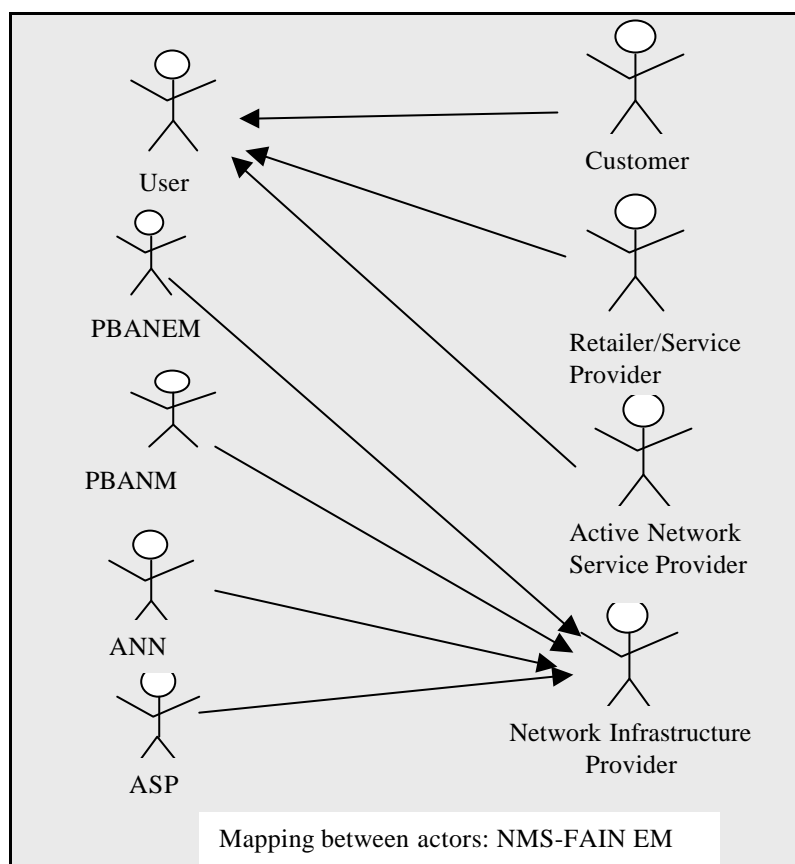 User
Customer
PBANEM
Retailer/Service
Provider
PBANM
Active Network
Service Provider
ANN
Network Infrastructure
Provider
ASP
Mapping between actors: NMS-FAIN EM